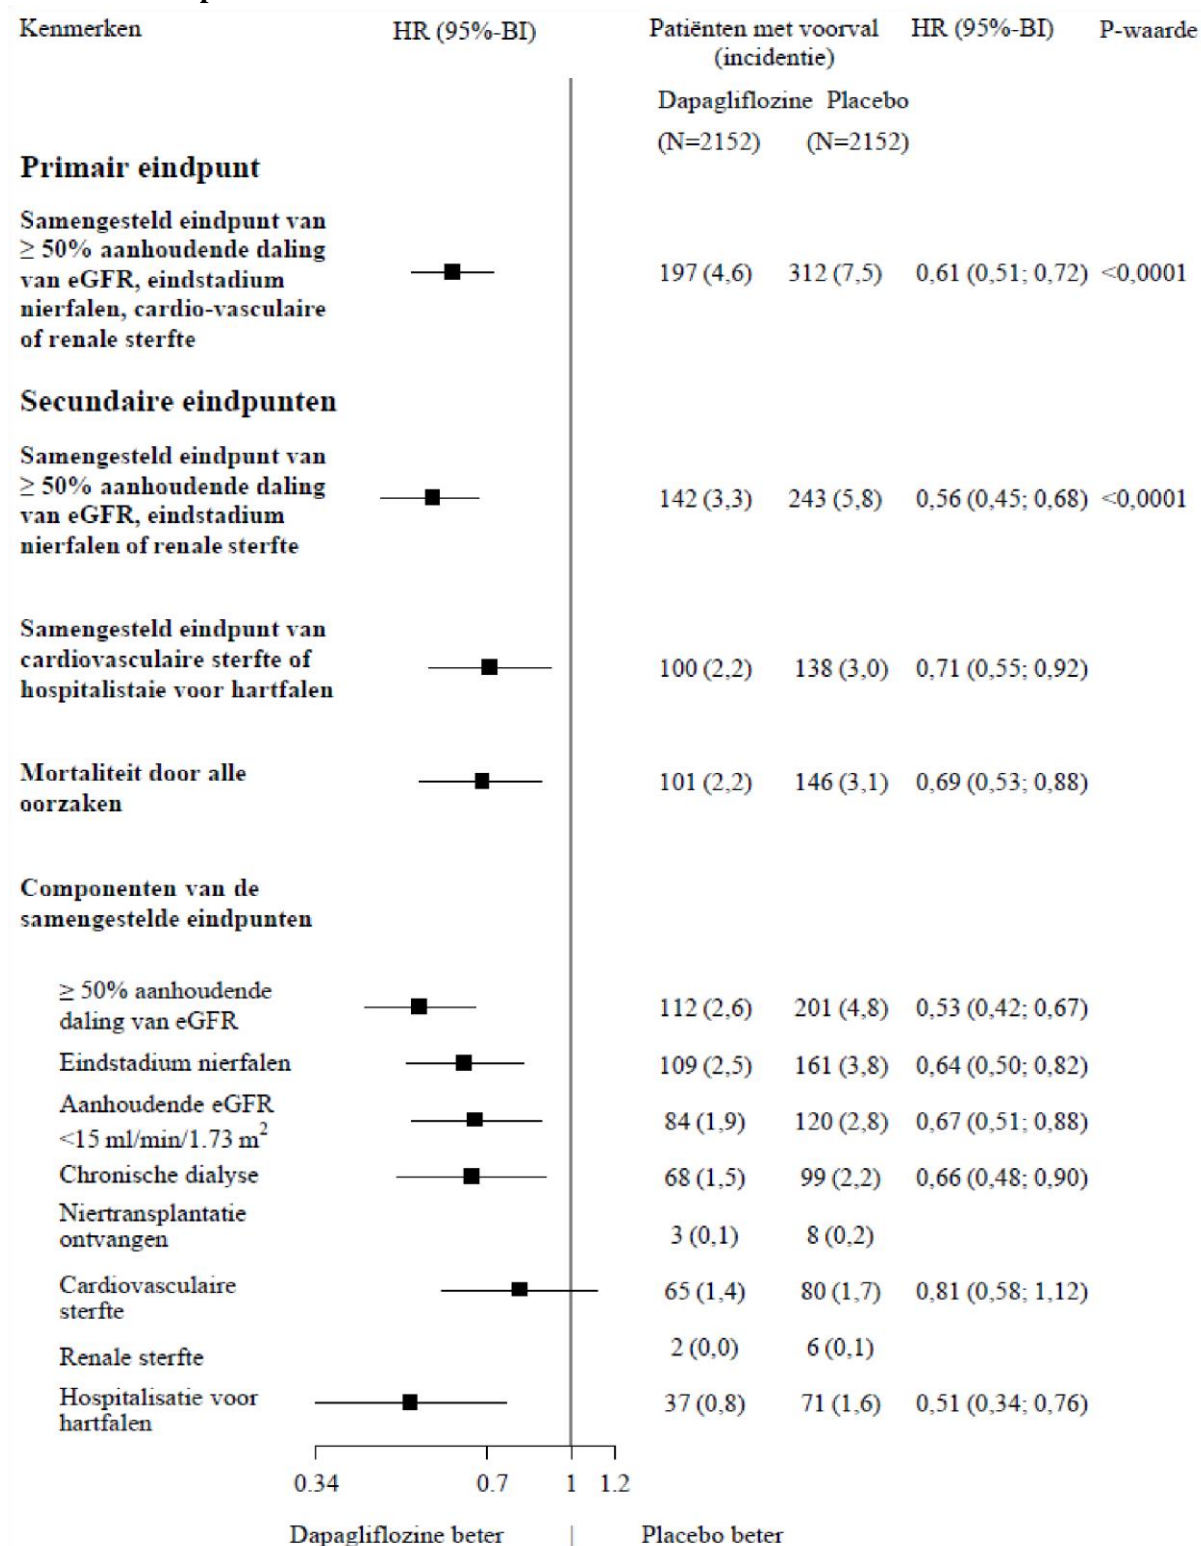 Kenmerken HR (95%-BI) Patiënten met voorval HR (95%-BI) P-waarde
(incidentie)
Dapagliflozine Placebo
(N=2152) (N=2152)
Primair eindpunt
Samengesteld eindpunt van
≥ 50% aanhoudende daling
van eGFR, eindstadium 197 (4,6) 312 (7,5) 0,61 (0,51; 0,72) <0,0001
nierfalen, cardio-vasculaire
of renale sterfte
Secundaire eindpunten
Samengesteld eindpunt van
≥ 50% aanhoudende daling 142 (3,3) 243 (5,8) 0,56 (0,45; 0,68) <0,0001
van eGFR, eindstadium
nierfalen of renale sterfte
Samengesteld eindpunt van
cardiovasculaire sterfte of 100 (2,2) 138 (3,0) 0,71 (0,55; 0,92)
hospitalistaie voor hartfalen
Mortaliteit door alle 101 (2,2) 146 (3,1) 0,69 (0,53; 0,88)
oorzaken
Componenten van de
samengestelde eindpunten
≥ 50% aanhoudende 112 (2,6) 201 (4,8) 0,53 (0,42; 0,67)
daling van eGFR
Eindstadium nierfalen 109 (2,5) 161 (3,8) 0,64 (0,50; 0,82)
Aanhoudende eGFR 84 (1,9) 120 (2,8) 0,67 (0,51; 0,88)
<15 ml/min/1.73 m²
Chronische dialyse 68 (1,5) 99 (2,2) 0,66 (0,48; 0,90)
Niertransplantatie 3 (0,1) 8 (0,2)
ontvangen
Cardiovasculaire 65 (1,4) 80 (1,7) 0,81 (0,58; 1,12)
sterfte
Renale sterfte 2 (0,0) 6 (0,1)
Hospitalisatie voor 37 (0,8) 71 (1,6) 0,51 (0,34; 0,76)
hartfalen
0.34 0.7 1 1.2
Dapagliflozine beter | Placebo beter